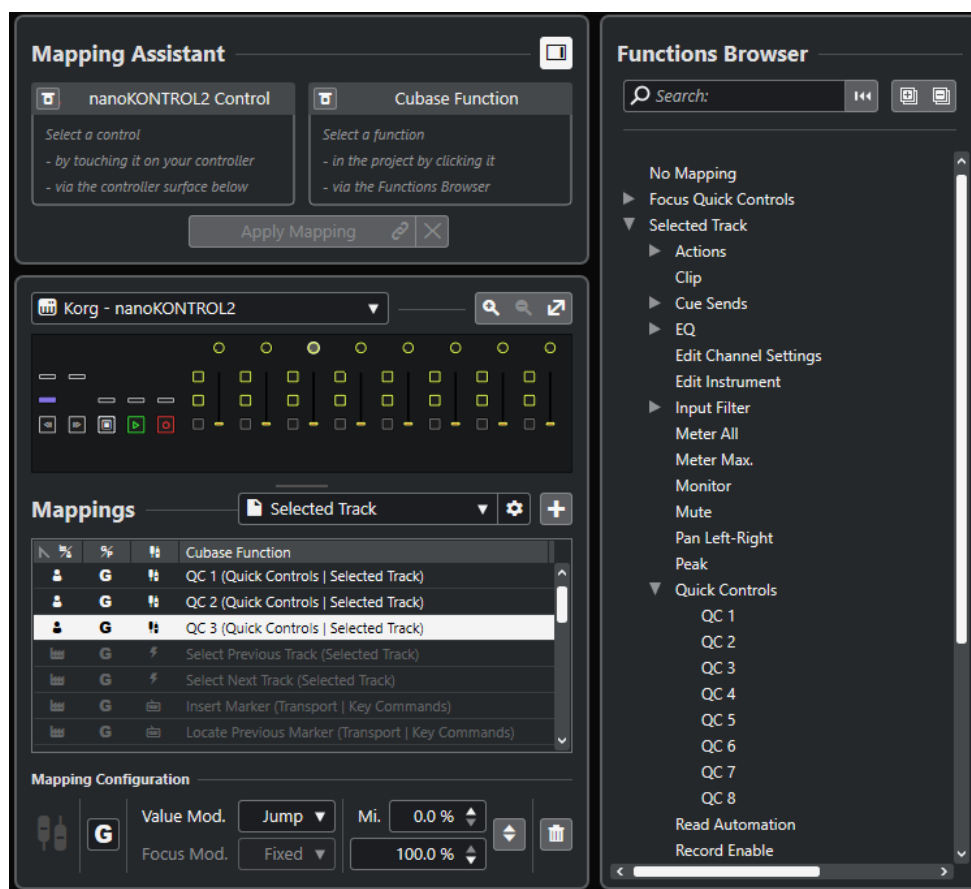 Mapping Assistant
nanoKONTROL2 Control
Select a control
- by touching it on your controller
- via the controller surface below
Cubase Function
Select a function
- in the project by clicking it
- via the Functions Browser
Apply Mapping
Korg - nanoKONTROL2
Mappings
Selected Track
Cubase Function
G QC 1 (Quick Controls | Selected Track)
G QC 2 (Quick Controls | Selected Track)
G QC 3 (Quick Controls | Selected Track)
G Select Previous Track (Selected Track)
G Select Next Track (Selected Track)
G Insert Marker (Transport | Key Commands)
G Locate Previous Marker (Transport | Key Commands)
Mapping Configuration
G
Value Mod. Jump Mi. 0.0 %
Focus Mod. Fixed 100.0 %
Functions Browser
Search:
No Mapping
Focus Quick Controls
Selected Track
Actions
Clip
Cue Sends
EQ
Edit Channel Settings
Edit Instrument
Input Filter
Meter All
Meter Max.
Monitor
Mute
Pan Left-Right
Peak
Quick Controls
QC 1
QC 2
QC 3
QC 4
QC 5
QC 6
QC 7
QC 8
Read Automation
Record Enable